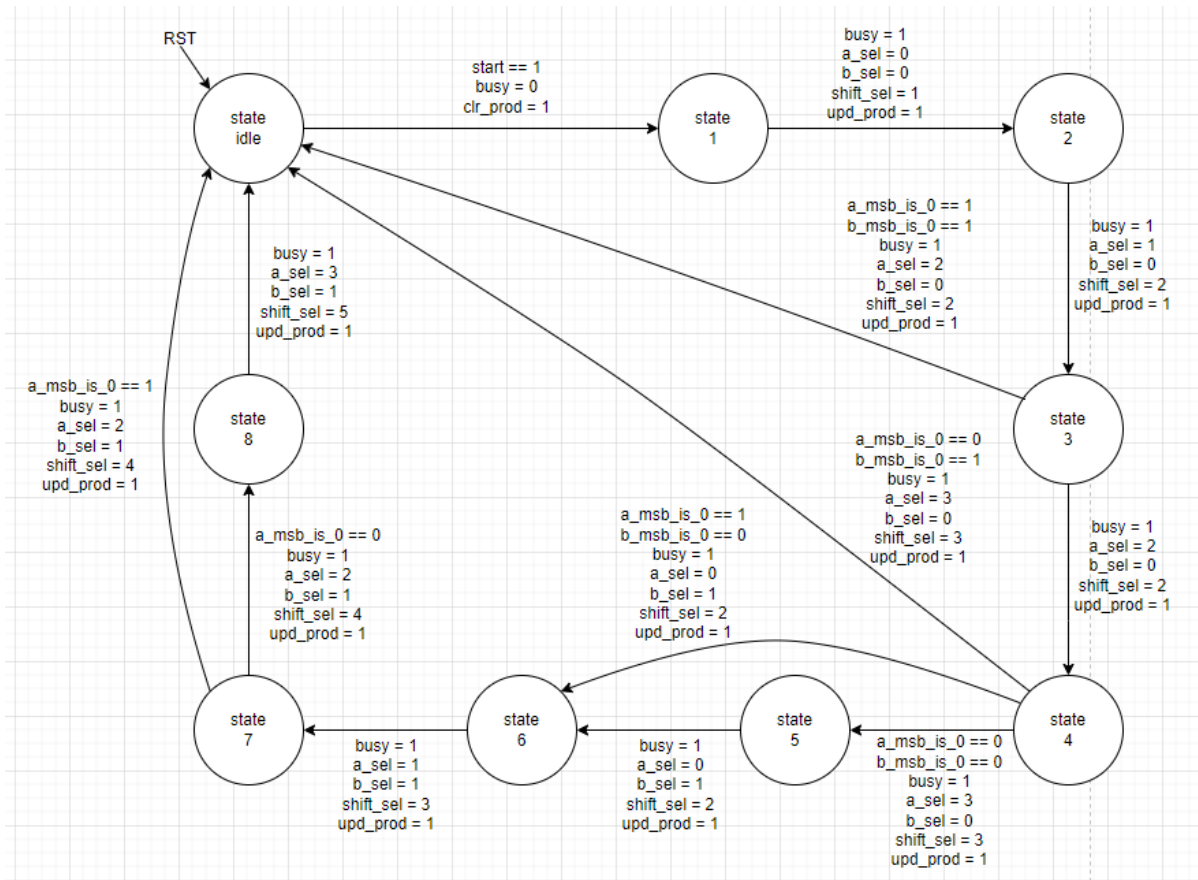 RST
state
idle
start == 1
busy = 0
clr_prod = 1
state
1
busy = 1
a_sel = 0
b_sel = 0
shift_sel = 1
upd_prod = 1
state
2
busy = 1
a_sel = 1
b_sel = 0
shift_sel = 2
upd_prod = 1
a_msb_is_0 == 1
b_msb_is_0 == 1
busy = 1
a_sel = 2
b_sel = 0
shift_sel = 2
upd_prod = 1
state
3
busy = 1
a_sel = 2
b_sel = 0
shift_sel = 2
upd_prod = 1
a_msb_is_0 == 0
b_msb_is_0 == 1
busy = 1
a_sel = 3
b_sel = 0
shift_sel = 3
upd_prod = 1
state
4
a_msb_is_0 == 0
b_msb_is_0 == 0
busy = 1
a_sel = 3
b_sel = 0
shift_sel = 3
upd_prod = 1
a_msb_is_0 == 1
b_msb_is_0 == 0
busy = 1
a_sel = 0
b_sel = 1
shift_sel = 2
upd_prod = 1
state
5
busy = 1
a_sel = 0
b_sel = 1
shift_sel = 2
upd_prod = 1
state
6
busy = 1
a_sel = 1
b_sel = 1
shift_sel = 3
upd_prod = 1
state
7
a_msb_is_0 == 0
busy = 1
a_sel = 2
b_sel = 1
shift_sel = 4
upd_prod = 1
a_msb_is_0 == 1
busy = 1
a_sel = 2
b_sel = 1
shift_sel = 4
upd_prod = 1
state
8
busy = 1
a_sel = 3
b_sel = 1
shift_sel = 5
upd_prod = 1